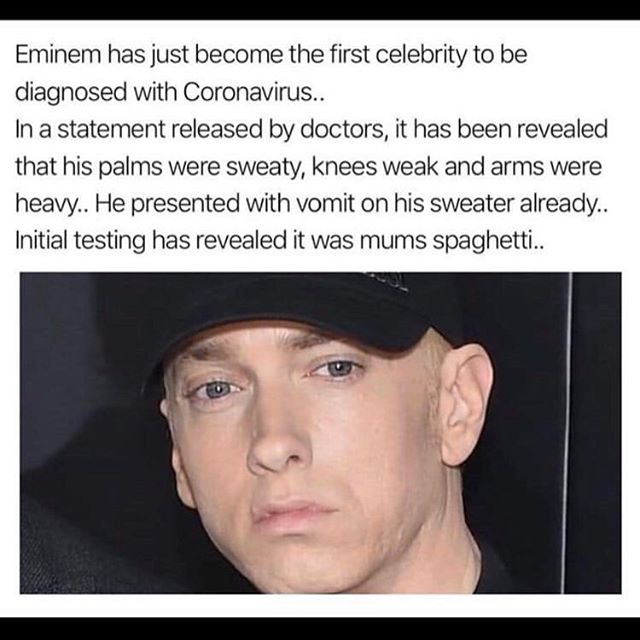 Eminem has just become the first celebrity to be
diagnosed with Coronavirus..
In a statement released by doctors, it has been revealed
that his palms were sweaty, knees weak and arms were
heavy.. He presented with vomit on his sweater already..
Initial testing has revealed it was mums spaghetti..